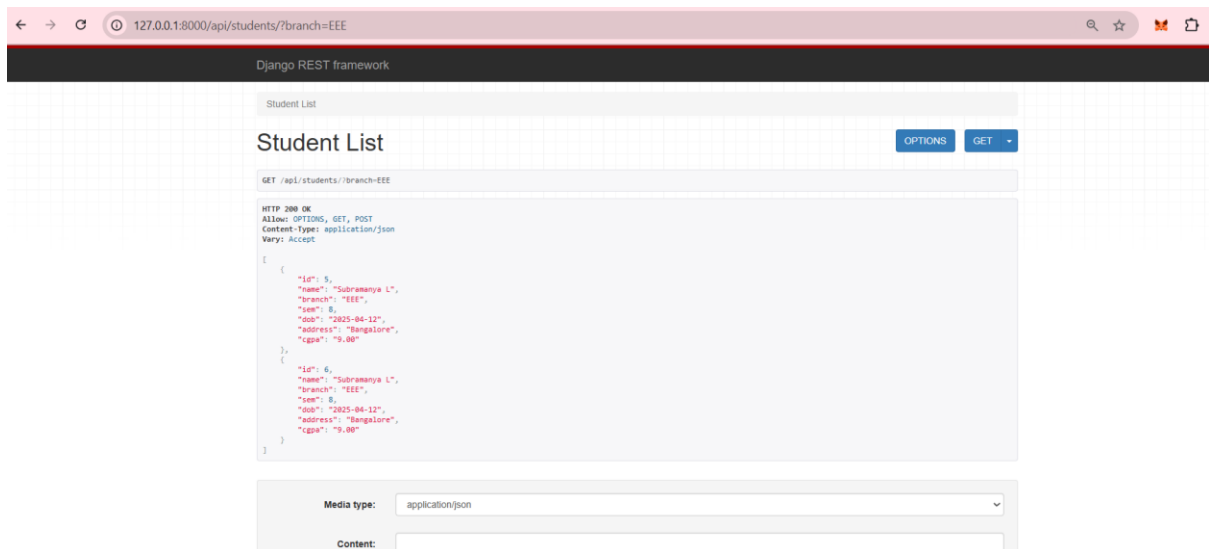 127.0.0.1:8000/api/students/?branch=EEE
Django REST framework
Student List
Student List
OPTIONS
GET
GET /api/students/?branch=EEE
HTTP 200 OK
Allow: OPTIONS, GET, POST
Content-Type: application/json
Vary: Accept
[
{
"id": 5,
"name": "Subramanya L",
"branch": "EEE",
"sem": 8,
"dob": "2025-04-12",
"address": "Bangalore",
"cgpa": "9.00"
},
{
"id": 6,
"name": "Subramanya L",
"branch": "EEE",
"sem": 8,
"dob": "2025-04-12",
"address": "Bangalore",
"cgpa": "9.00"
}
]
Media type:
application/json
Content: